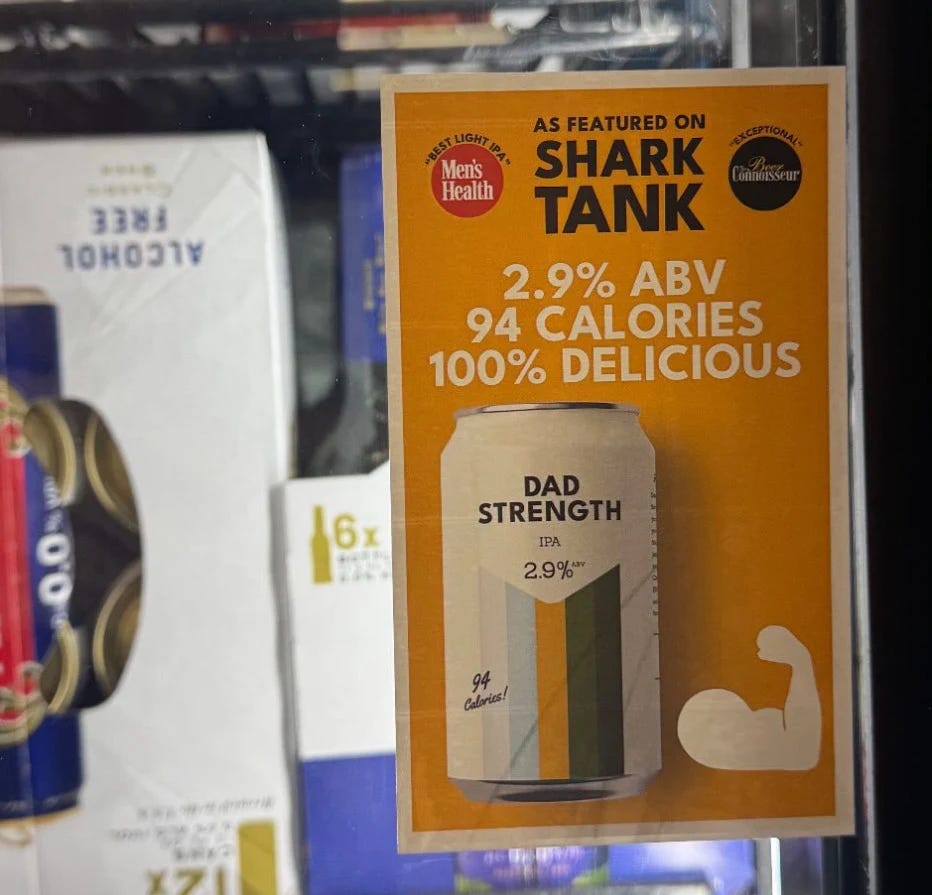 ALCOHOL
FREE
0.0%
6x
12x
AS FEATURED ON
SHARK
TANK
"BEST LIGHT IPA"
Men's
Health
"EXCEPTIONAL"
Beer
Connoisseur
2.9% ABV
94 CALORIES
100% DELICIOUS
DAD
STRENGTH
IPA
2.9% ABV
94
Calories!